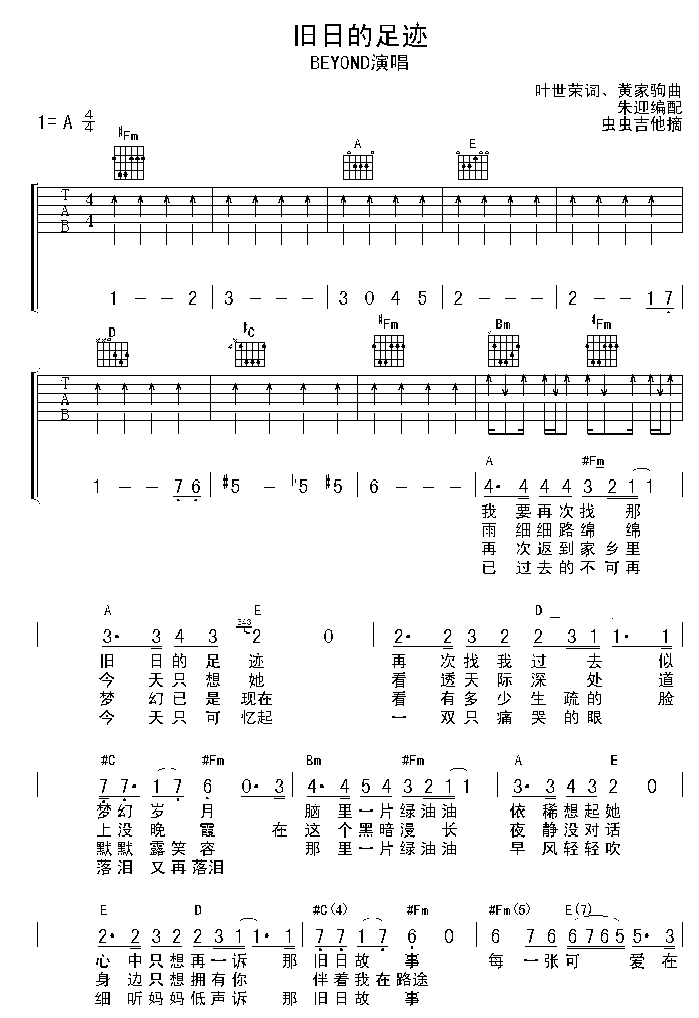 旧日的足迹
BEYOND演唱
叶世荣词、黄家驹曲
朱迎编配
虫虫吉他摘
1= A 4/4
#Fm A E
T A B 4 4
1 - - 2 3 - - - 3 0 4 5 2 - - - 2 - - 1 7
D #C #Fm Bm #Fm
T A B
A #Fm
1 - - 7 6 #5 - ♮5 #5 6 - - - 4· 4 4 4 3 2 1 1
我 要 再 次 找 那
雨 细 细 路 绵 绵
再 次 返 到 家 乡 里
已 过 去 的 不 可 再
A E D
3· 3 4 3 343 2 0 2· 2 3 2 2 3 1 1· 1
旧 日 的 足 迹 再 次 找 我 过 去 似
今 天 只 想 她 看 透 天 际 深 处 道
梦 幻 已 是 现在 看 有 多 少 生 疏 的 脸
今 天 只 可 忆起 一 双 只 痛 哭 的 眼
#C #Fm Bm #Fm A E
7 7· 1 7 6 0· 3 4· 4 5 4 3 2 1 1 3· 3 4 3 2 0
梦 幻 岁 月 脑 里 一 片 绿 油 油 依 稀 想 起 她
上 没 晚 霞 在 这 个 黑 暗 漫 长 夜 静 没 对 话
默 默 露 笑 容 那 里 一 片 绿 油 油 早 风 轻 轻 吹
落 泪 又 再 落泪
E D #C(4) #Fm #Fm(5) E(7)
2· 2 3 2 2 3 1 1· 1 7 7 1 7 6 0 6 7 6 7 6 5 5· 3
心 中 只 想 再 一 诉 那 旧 日 故 事 每 一 张 可 爱 在
身 边 只 想 拥 有 你 伴 着 我 在 路途
细 听 妈 妈 低 声 诉 那 旧 日 故 事